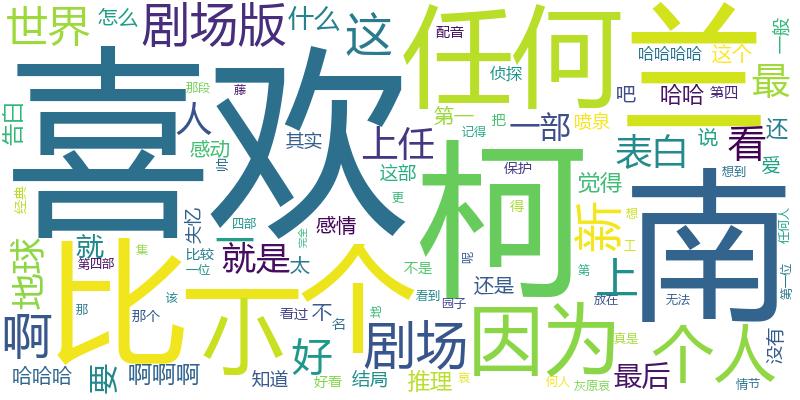 世界
怎么
剧场版
什么
这
配音
任何
兰
一般
哈哈哈哈
这个
那段
藤
侦探
吧
哈哈
第四
最
喜欢
告白
人
其实
上任
第一
把
一部
喷泉
说
还
感动
记得
表白
看
经典
帅
这部
柯
保护
觉得
想到
爱
南
失忆
四部
感情
更
得
新
想
任何人
地球
就
比较
完全
集
就是
一位
太
不是
呢
工
第四部
比
小
个
看到
还是
第
上
第一位
那
那个
该
看过
不
名
园子
放在
无法
啊
好
剧场
因为
真是
个人
没有
哈哈哈
要
啊啊啊
知道
好看
结局
推理
哀
何人
灰原哀
最后
情节